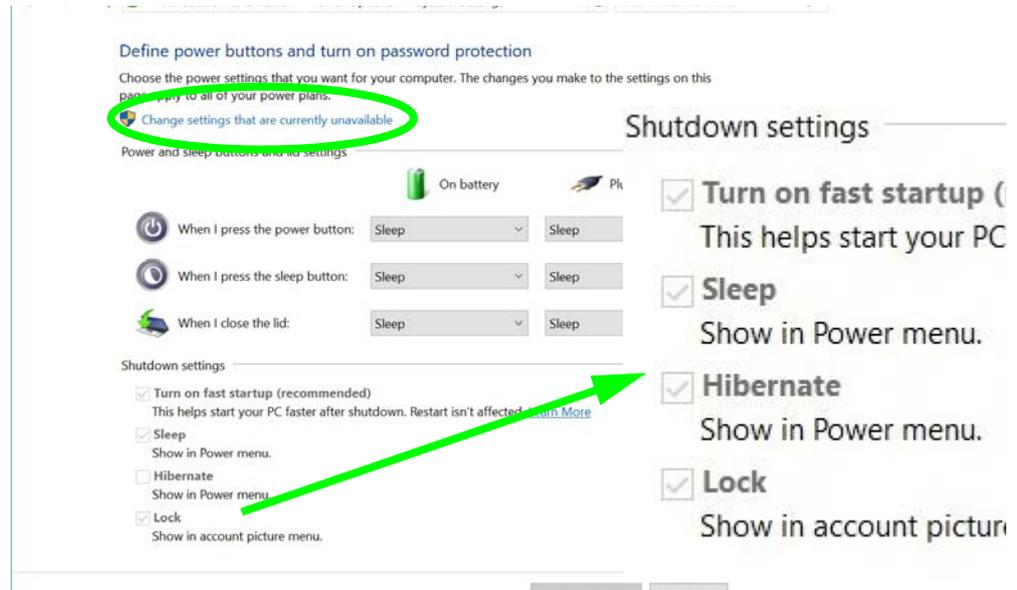 Define power buttons and turn on password protection
Choose the power settings that you want for your computer. The changes you make to the settings on this
page apply to all of your power plans.
Change settings that are currently unavailable
Power and sleep buttons and lid settings
On battery
Plu
When I press the power button: Sleep Sleep
When I press the sleep button: Sleep Sleep
When I close the lid: Sleep Sleep
Shutdown settings
Turn on fast startup (recommended)
This helps start your PC faster after shutdown. Restart isn't affected. Learn More
Sleep
Show in Power menu.
Hibernate
Show in Power menu.
Lock
Show in account picture menu.
Shutdown settings
Turn on fast startup (
This helps start your PC
Sleep
Show in Power menu.
Hibernate
Show in Power menu.
Lock
Show in account picture